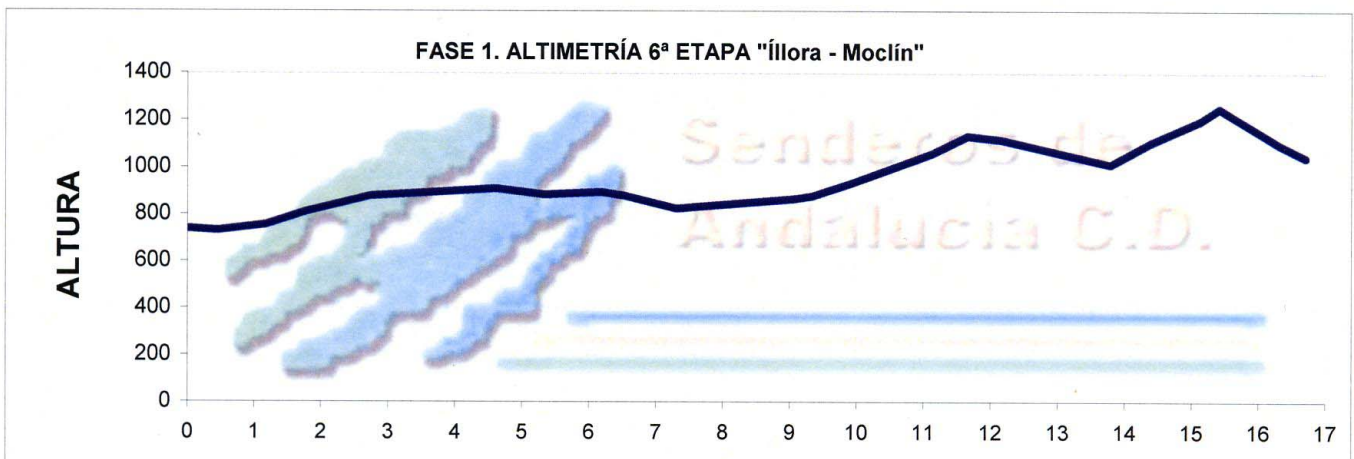 FASE 1. ALTIMETRÍA 6ª ETAPA "Íllora - Moclín"
ALTURA
1400
1200
1000
800
600
400
200
0
Senderos de
Andalucia C.D.
0 1 2 3 4 5 6 7 8 9 10 11 12 13 14 15 16 17